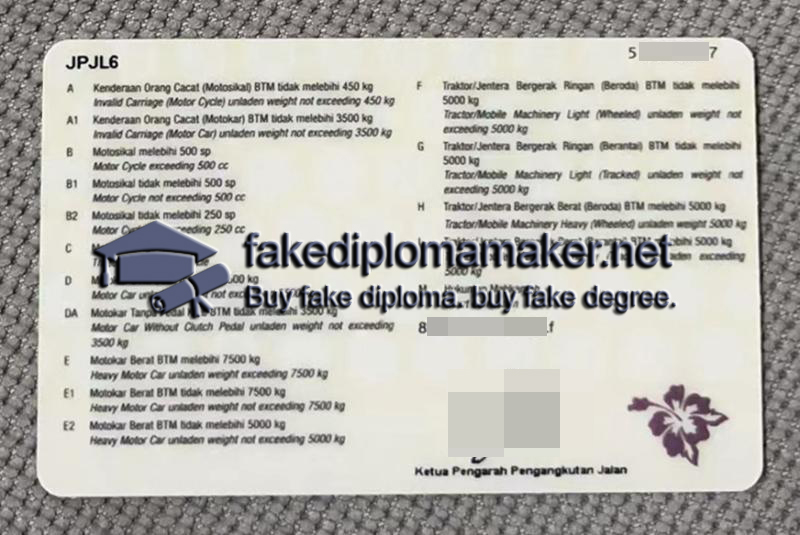 JPJL6
5 7
A Kenderaan Orang Cacat (Motosikal) BTM tidak melebihi 450 kg
Invalid Carriage (Motor Cycle) unladen weight not exceeding 450 kg
A1 Kenderaan Orang Cacat (Motokar) BTM tidak melebihi 3500 kg
Invalid Carriage (Motor Car) unladen weight not exceeding 3500 kg
B Motosikal melebihi 500 sp
Motor Cycle exceeding 500 cc
B1 Motosikal tidak melebihi 500 sp
Motor Cycle not exceeding 500 cc
B2 Motosikal tidak melebihi 250 sp
Motor 250 cc
C
D kg
Motor Car not
DA Motokar Tanpa BTM tidak melebihi 3500 kg
Motor Car Without Clutch Pedal unladen weight not exceeding
3500 kg
E Motokar Berat BTM melebihi 7500 kg
Heavy Motor Car unladen weight exceeding 7500 kg
E1 Motokar Berat BTM tidak melebihi 7500 kg
Heavy Motor Car unladen weight not exceeding 7500 kg
E2 Motokar Berat BTM tidak melebihi 5000 kg
Heavy Motor Car unladen weight not exceeding 5000 kg
F Traktor/Jentera Bergerak Ringan (Beroda) BTM tidak melebihi
5000 kg
Tractor/Mobile Machinery Light (Wheeled) unladen weight not
exceeding 5000 kg
G Traktor/Jentera Bergerak Ringan (Berantai) BTM tidak melebihi
5000 kg
Tractor/Mobile Machinery Light (Tracked) unladen weight not
exceeding 5000 kg
H Traktor/Jentera Bergerak Berat (Beroda) BTM melebihi 5000 kg
Tractor/Mobile Machinery Heavy (Wheeled) unladen weight 5000 kg
5000 kg
exceeding
5000 kg
fakediplomamaker.net
Buy fake diploma. buy fake degree.
8 .f
Ketua Pengarah Pengangkutan Jalan